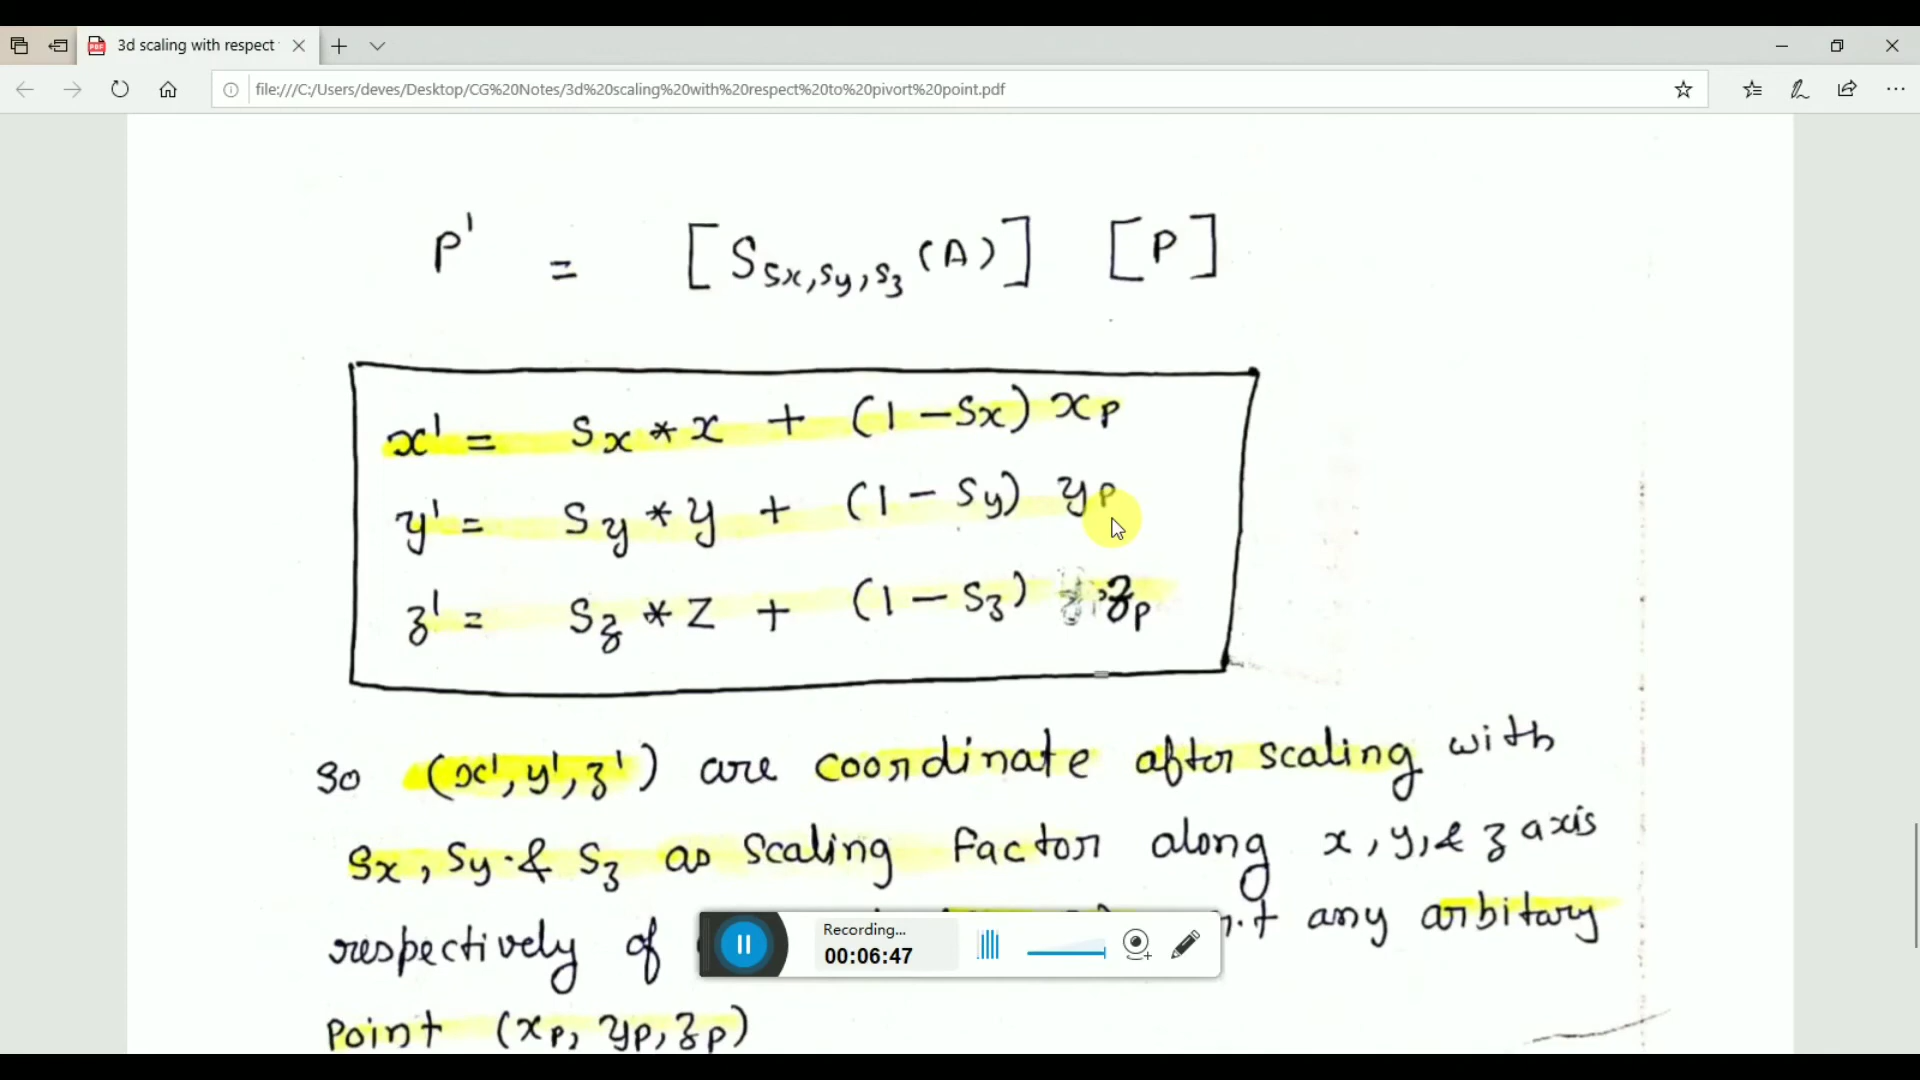 3d scaling with respect
file:///C:/Users/deves/Desktop/CG%20Notes/3d%20scaling%20with%20respect%20to%20pivort%20point.pdf
P' = [S Sx,Sy,Sz (A)] [P]
x' = Sx * x + (1 - Sx) xp
y' = Sy * y + (1 - Sy) yp
z' = Sz * z + (1 - Sz) zp
So (x', y', z') are coordinate after scaling with
Sx, Sy & Sz as scaling factor along x, y, & z axis
respectively of any arbitary
Recording...
00:06:47
point (xp, yp, zp)